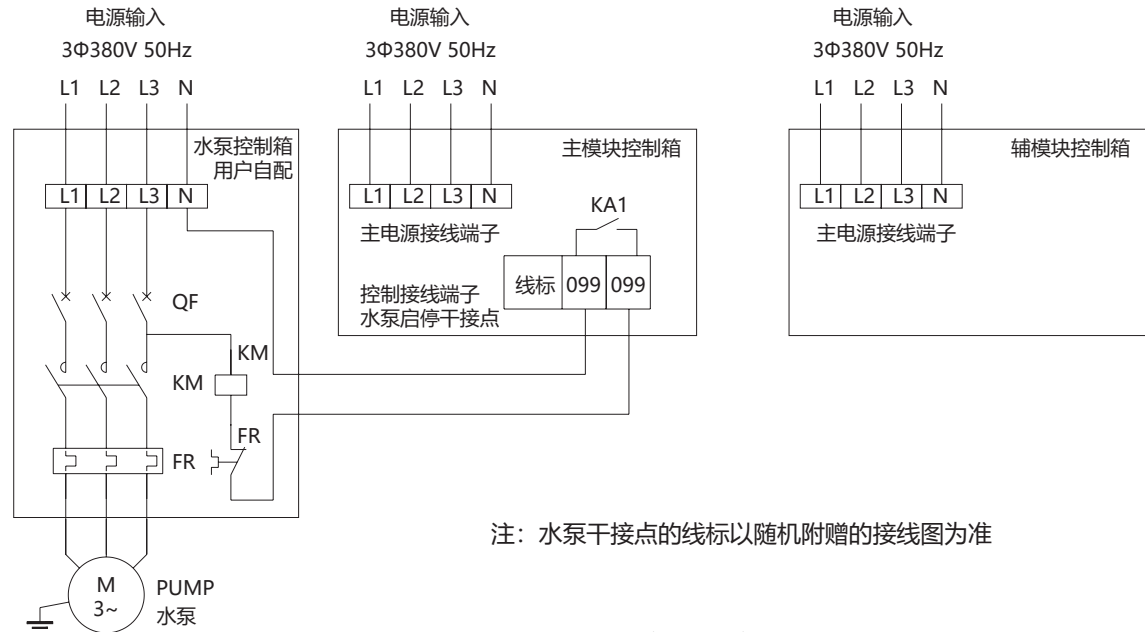 电源输入
3Φ380V 50Hz
L1 L2 L3 N
水泵控制箱
用户自配
L1 L2 L3 N
QF
KM
KM
FR
FR
M
3~
PUMP
水泵
电源输入
3Φ380V 50Hz
L1 L2 L3 N
主模块控制箱
L1 L2 L3 N
主电源接线端子
KA1
线标 099 099
控制接线端子
水泵启停干接点
电源输入
3Φ380V 50Hz
L1 L2 L3 N
辅模块控制箱
L1 L2 L3 N
主电源接线端子
注：水泵干接点的线标以随机附赠的接线图为准